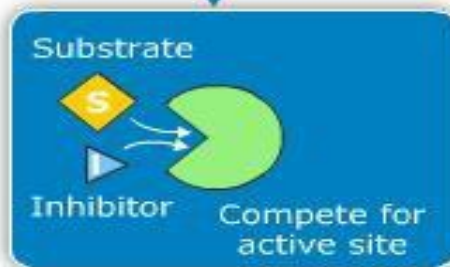 Substrate
S
I
Inhibitor
Compete for
active site